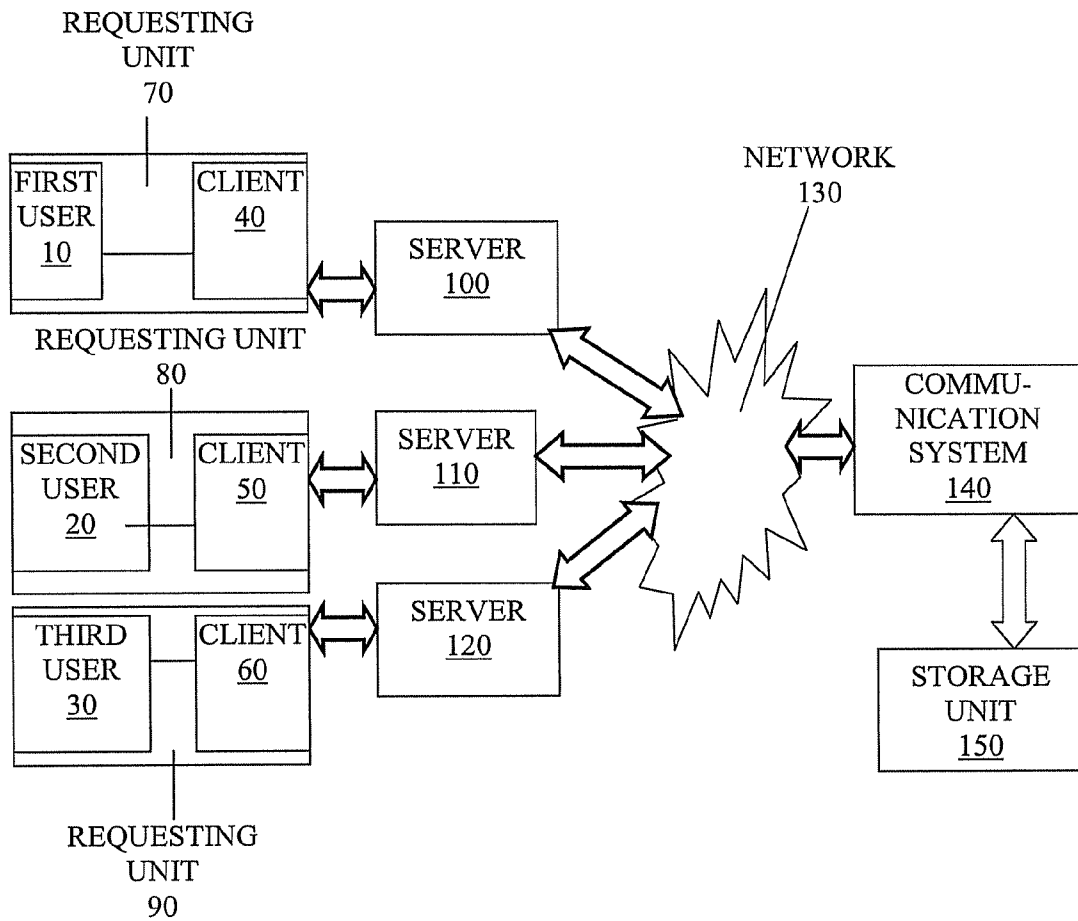 REQUESTING
UNIT
70
FIRST
USER
10
CLIENT
40
SERVER
100
NETWORK
130
REQUESTING UNIT
80
SECOND
USER
20
CLIENT
50
SERVER
110
COMMU-
NICATION
SYSTEM
140
THIRD
USER
30
CLIENT
60
SERVER
120
STORAGE
UNIT
150
REQUESTING
UNIT
90